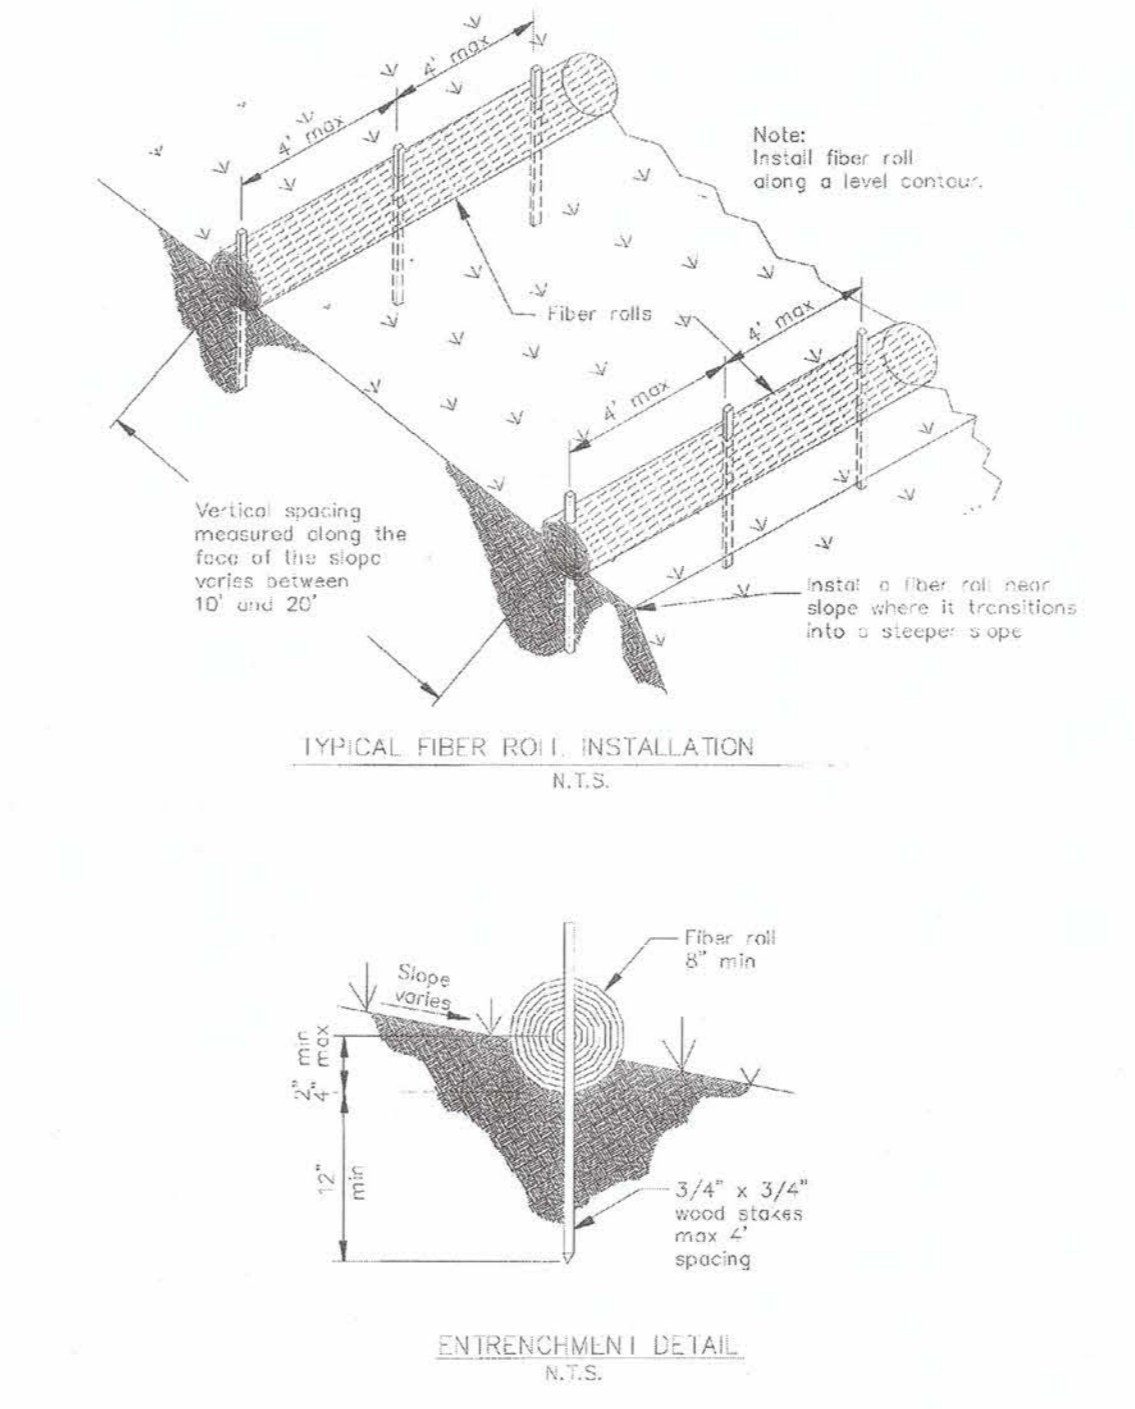 4' max
4' max
Note:
Install fiber roll
along a level contour.
Fiber rolls
4' max
4' max
Vertical spacing
measured along the
face of the slope
varies between
10' and 20'
Install a fiber roll near
slope where it transitions
into a steeper slope
TYPICAL FIBER ROLL INSTALLATION
N.T.S.
Fiber roll
8" min
Slope
varies
2" min
4" max
12" min
3/4" x 3/4"
wood stakes
max 4'
spacing
ENTRENCHMENT DETAIL
N.T.S.